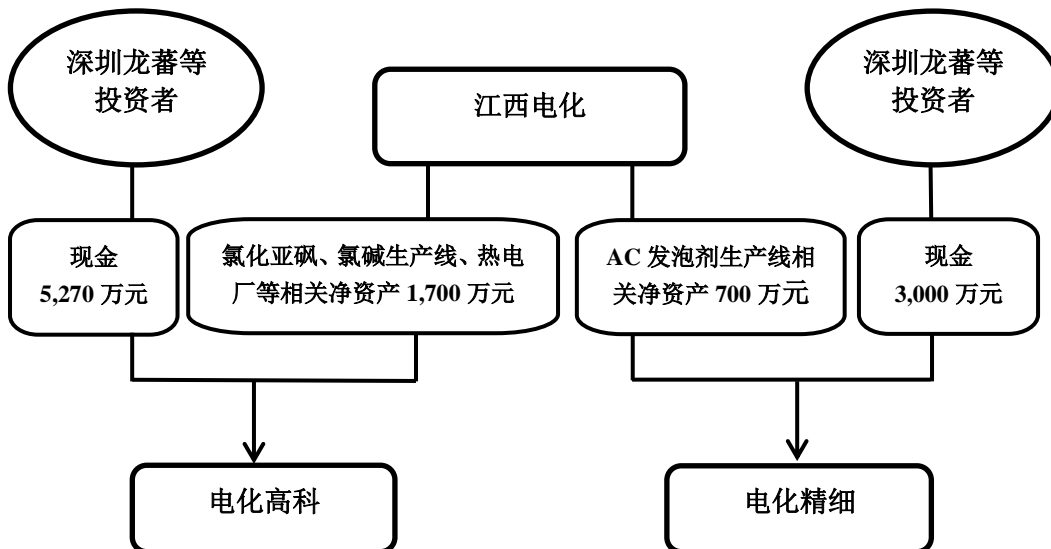 深圳龙蕃等
投资者
江西电化
深圳龙蕃等
投资者
现金
5,270 万元
氯化亚砜、氯碱生产线、热电
厂等相关净资产 1,700 万元
AC 发泡剂生产线相
关净资产 700 万元
现金
3,000 万元
电化高科
电化精细